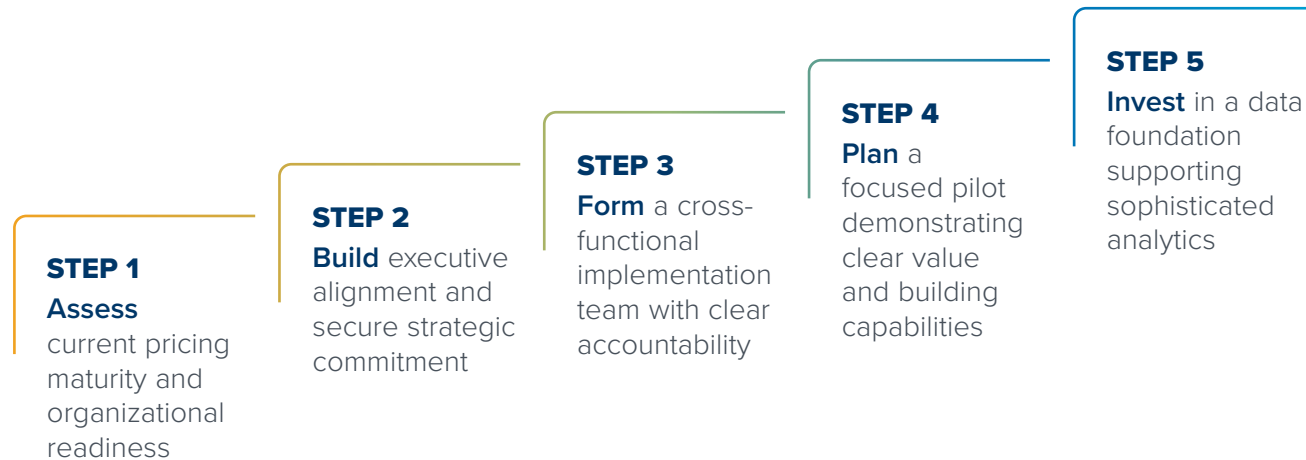 STEP 1
Assess
current pricing
maturity and
organizational
readiness
STEP 2
Build executive
alignment and
secure strategic
commitment
STEP 3
Form a cross-
functional
implementation
team with clear
accountability
STEP 4
Plan a
focused pilot
demonstrating
clear value
and building
capabilities
STEP 5
Invest in a data
foundation
supporting
sophisticated
analytics